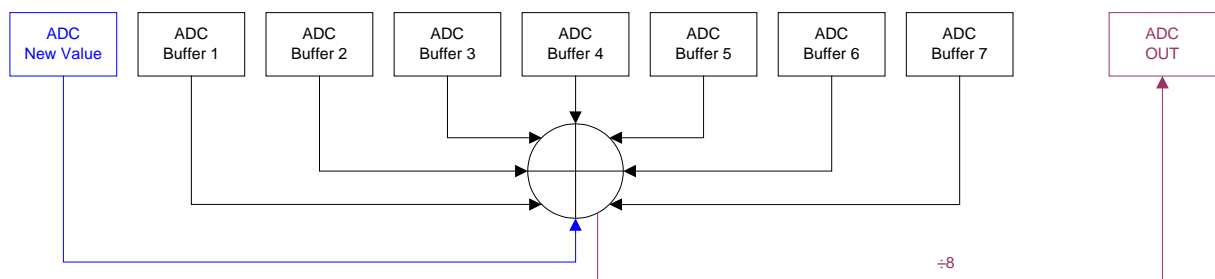 ADC
New Value
ADC
Buffer 1
ADC
Buffer 2
ADC
Buffer 3
ADC
Buffer 4
ADC
Buffer 5
ADC
Buffer 6
ADC
Buffer 7
ADC
OUT
÷8